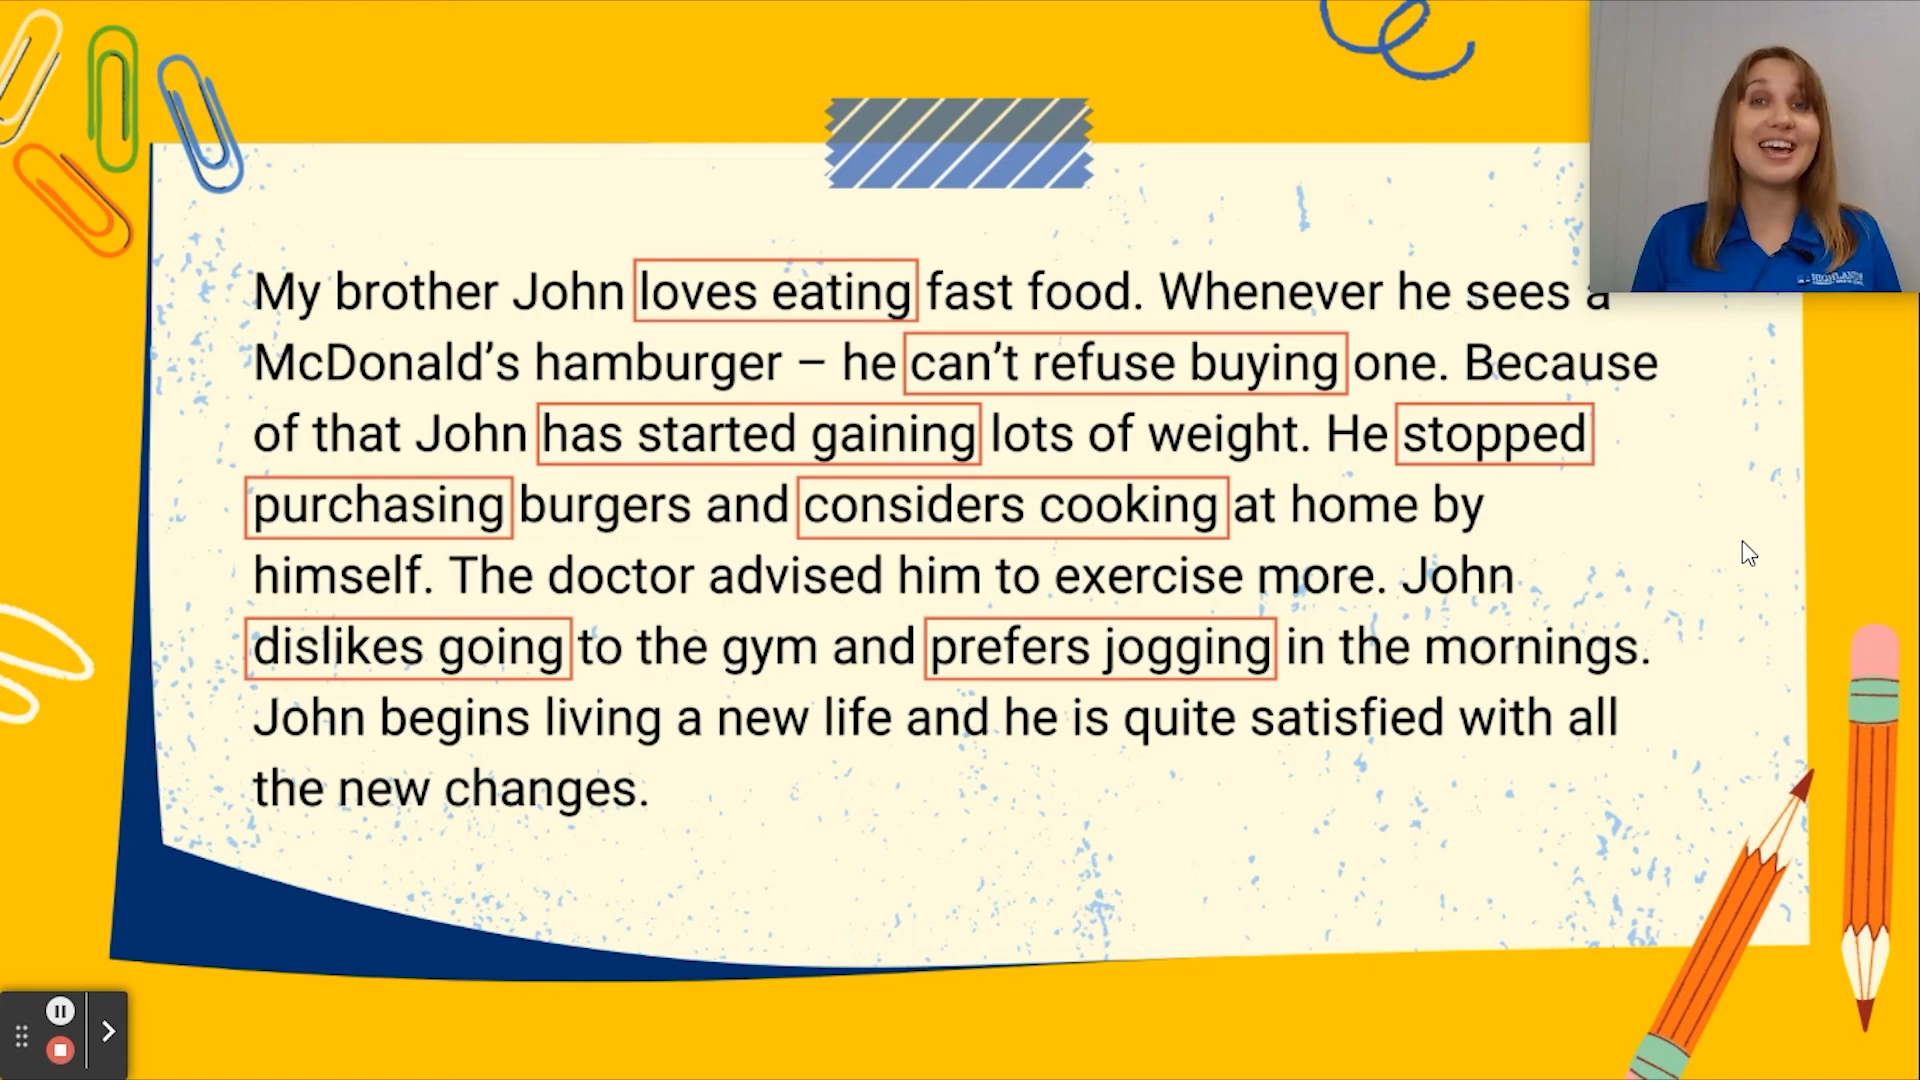 My brother John loves eating fast food. Whenever he sees a
McDonald’s hamburger – he can’t refuse buying one. Because
of that John has started gaining lots of weight. He stopped
purchasing burgers and considers cooking at home by
himself. The doctor advised him to exercise more. John
dislikes going to the gym and prefers jogging in the mornings.
John begins living a new life and he is quite satisfied with all
the new changes.
HIGHLANDS